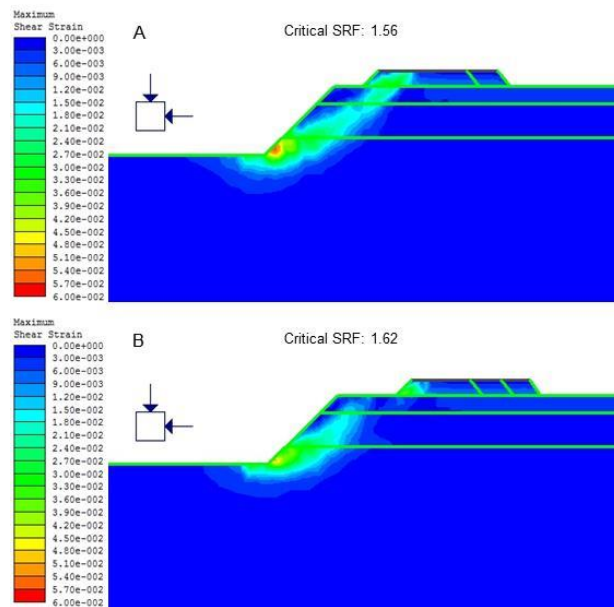 Maximum
Shear Strain
0.00e+000
3.00e-003
6.00e-003
9.00e-003
1.20e-002
1.50e-002
1.80e-002
2.10e-002
2.40e-002
2.70e-002
3.00e-002
3.30e-002
3.60e-002
3.90e-002
4.20e-002
4.50e-002
4.80e-002
5.10e-002
5.40e-002
5.70e-002
6.00e-002
A
Critical SRF: 1.56
Maximum
Shear Strain
0.00e+000
3.00e-003
6.00e-003
9.00e-003
1.20e-002
1.50e-002
1.80e-002
2.10e-002
2.40e-002
2.70e-002
3.00e-002
3.30e-002
3.60e-002
3.90e-002
4.20e-002
4.50e-002
4.80e-002
5.10e-002
5.40e-002
5.70e-002
6.00e-002
B
Critical SRF: 1.62